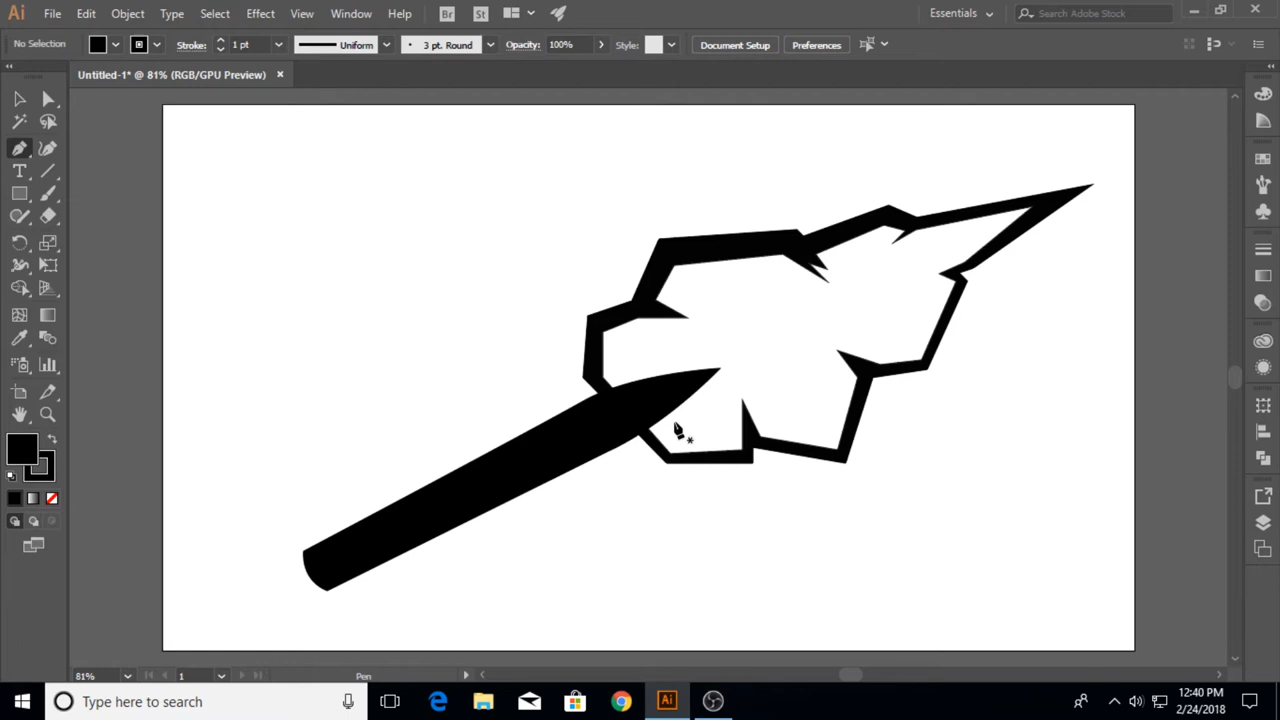 Ai File Edit Object Type Select Effect View Window Help Br St Essentials Search Adobe Stock
No Selection Stroke: 1 pt Uniform 3 pt. Round Opacity: 100% Style: Document Setup Preferences
Untitled-1* @ 81% (RGB/GPU Preview)
81% 1 Pen
Type here to search Ai 12:40 PM
2/24/2018